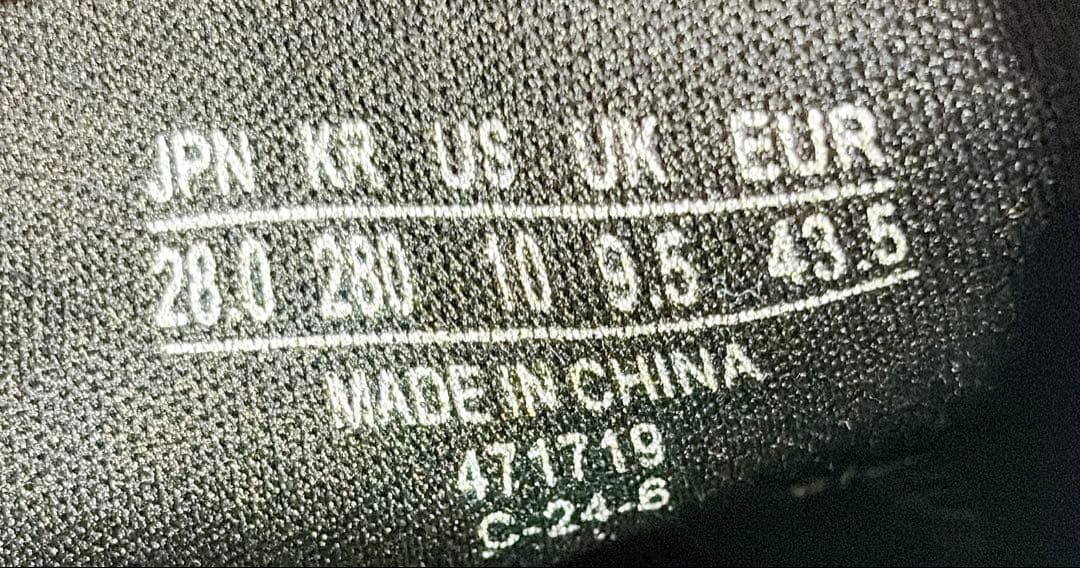 JPN KR US UK EUR
28.0 280 10 9.5 43.5
MADE IN CHINA
471719
C-24-6